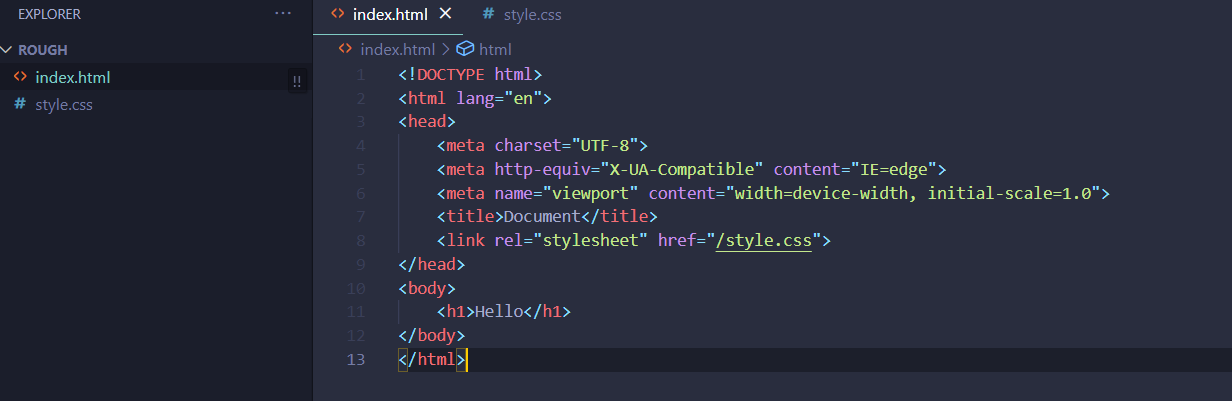 EXPLORER ...
ROUGH
<> index.html !!
# style.css
<> index.html × # style.css
<> index.html > html
1 <!DOCTYPE html>
2 <html lang="en">
3 <head>
4     <meta charset="UTF-8">
5     <meta http-equiv="X-UA-Compatible" content="IE=edge">
6     <meta name="viewport" content="width=device-width, initial-scale=1.0">
7     <title>Document</title>
8     <link rel="stylesheet" href="/style.css">
9 </head>
10 <body>
11     <h1>Hello</h1>
12 </body>
13 </html>